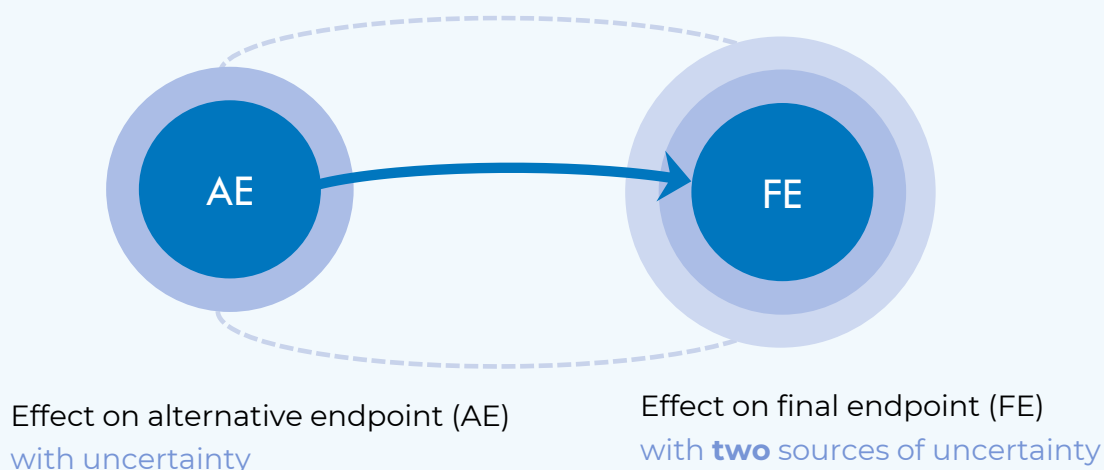 AE
FE
Effect on alternative endpoint (AE)
with uncertainty
Effect on final endpoint (FE)
with two sources of uncertainty